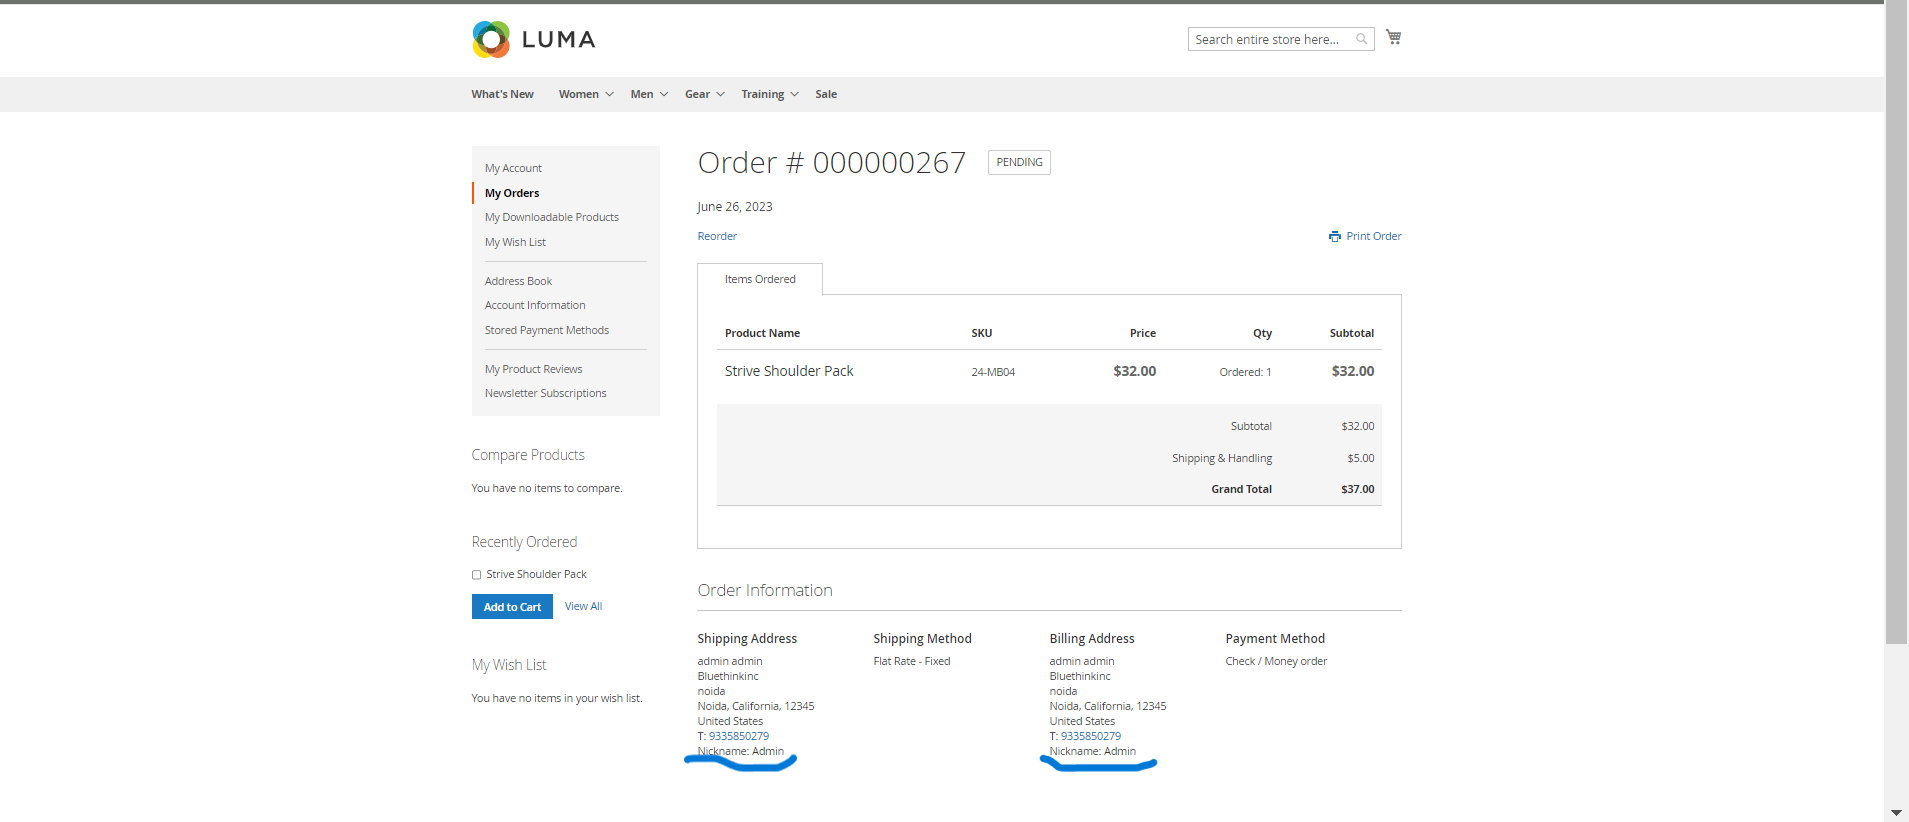 LUMA
Search entire store here...
What's New Women Men Gear Training Sale
My Account
My Orders
My Downloadable Products
My Wish List
Address Book
Account Information
Stored Payment Methods
My Product Reviews
Newsletter Subscriptions
Compare Products
You have no items to compare.
Recently Ordered
Strive Shoulder Pack
Add to Cart View All
My Wish List
You have no items in your wish list.
Order # 000000267 PENDING
June 26, 2023
Reorder Print Order
Items Ordered
Product Name SKU Price Qty Subtotal
Strive Shoulder Pack 24-MB04 $32.00 Ordered: 1 $32.00
Subtotal $32.00
Shipping & Handling $5.00
Grand Total $37.00
Order Information
Shipping Address
admin admin
Bluethinkinc
noida
Noida, California, 12345
United States
T: 9335850279
Nickname: Admin
Shipping Method
Flat Rate - Fixed
Billing Address
admin admin
Bluethinkinc
noida
Noida, California, 12345
United States
T: 9335850279
Nickname: Admin
Payment Method
Check / Money order